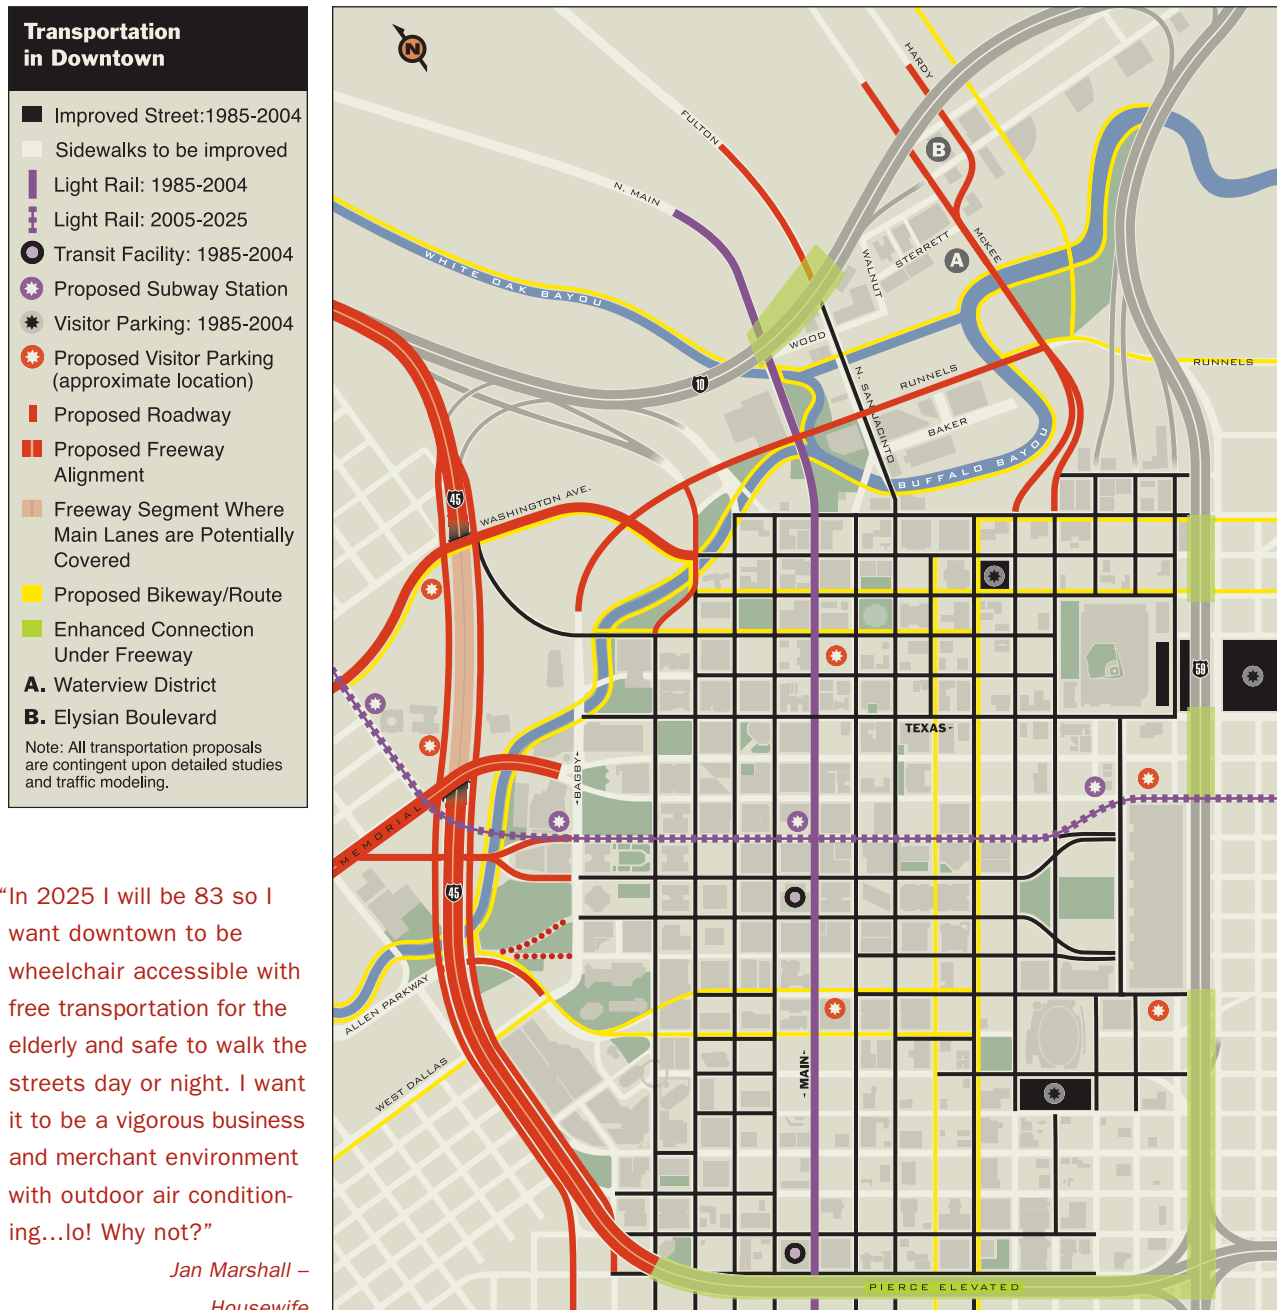 Transportation
in Downtown
Improved Street:1985-2004
Sidewalks to be improved
Light Rail: 1985-2004
Light Rail: 2005-2025
Transit Facility: 1985-2004
Proposed Subway Station
Visitor Parking: 1985-2004
Proposed Visitor Parking
(approximate location)
Proposed Roadway
Proposed Freeway
Alignment
Freeway Segment Where
Main Lanes are Potentially
Covered
Proposed Bikeway/Route
Enhanced Connection
Under Freeway
A. Waterview District
B. Elysian Boulevard
Note: All transportation proposals
are contingent upon detailed studies
and traffic modeling.
“In 2025 I will be 83 so I
want downtown to be
wheelchair accessible with
free transportation for the
elderly and safe to walk the
streets day or night. I want
it to be a vigorous business
and merchant environment
with outdoor air condition-
ing...lo! Why not?”
Jan Marshall –
Housewife
N
HARDY
FULTON
B
N. MAIN
McKEE
STERRETT
A
WALNUT
WHITE OAK BAYOU
WOOD
RUNNELS
10
N. SAN JACINTO
RUNNELS
BAKER
BUFFALO BAYOU
45
WASHINGTON AVE.
59
TEXAS
BAGBY
MEMORIAL
45
ALLEN PARKWAY
MAIN
WEST DALLAS
PIERCE ELEVATED